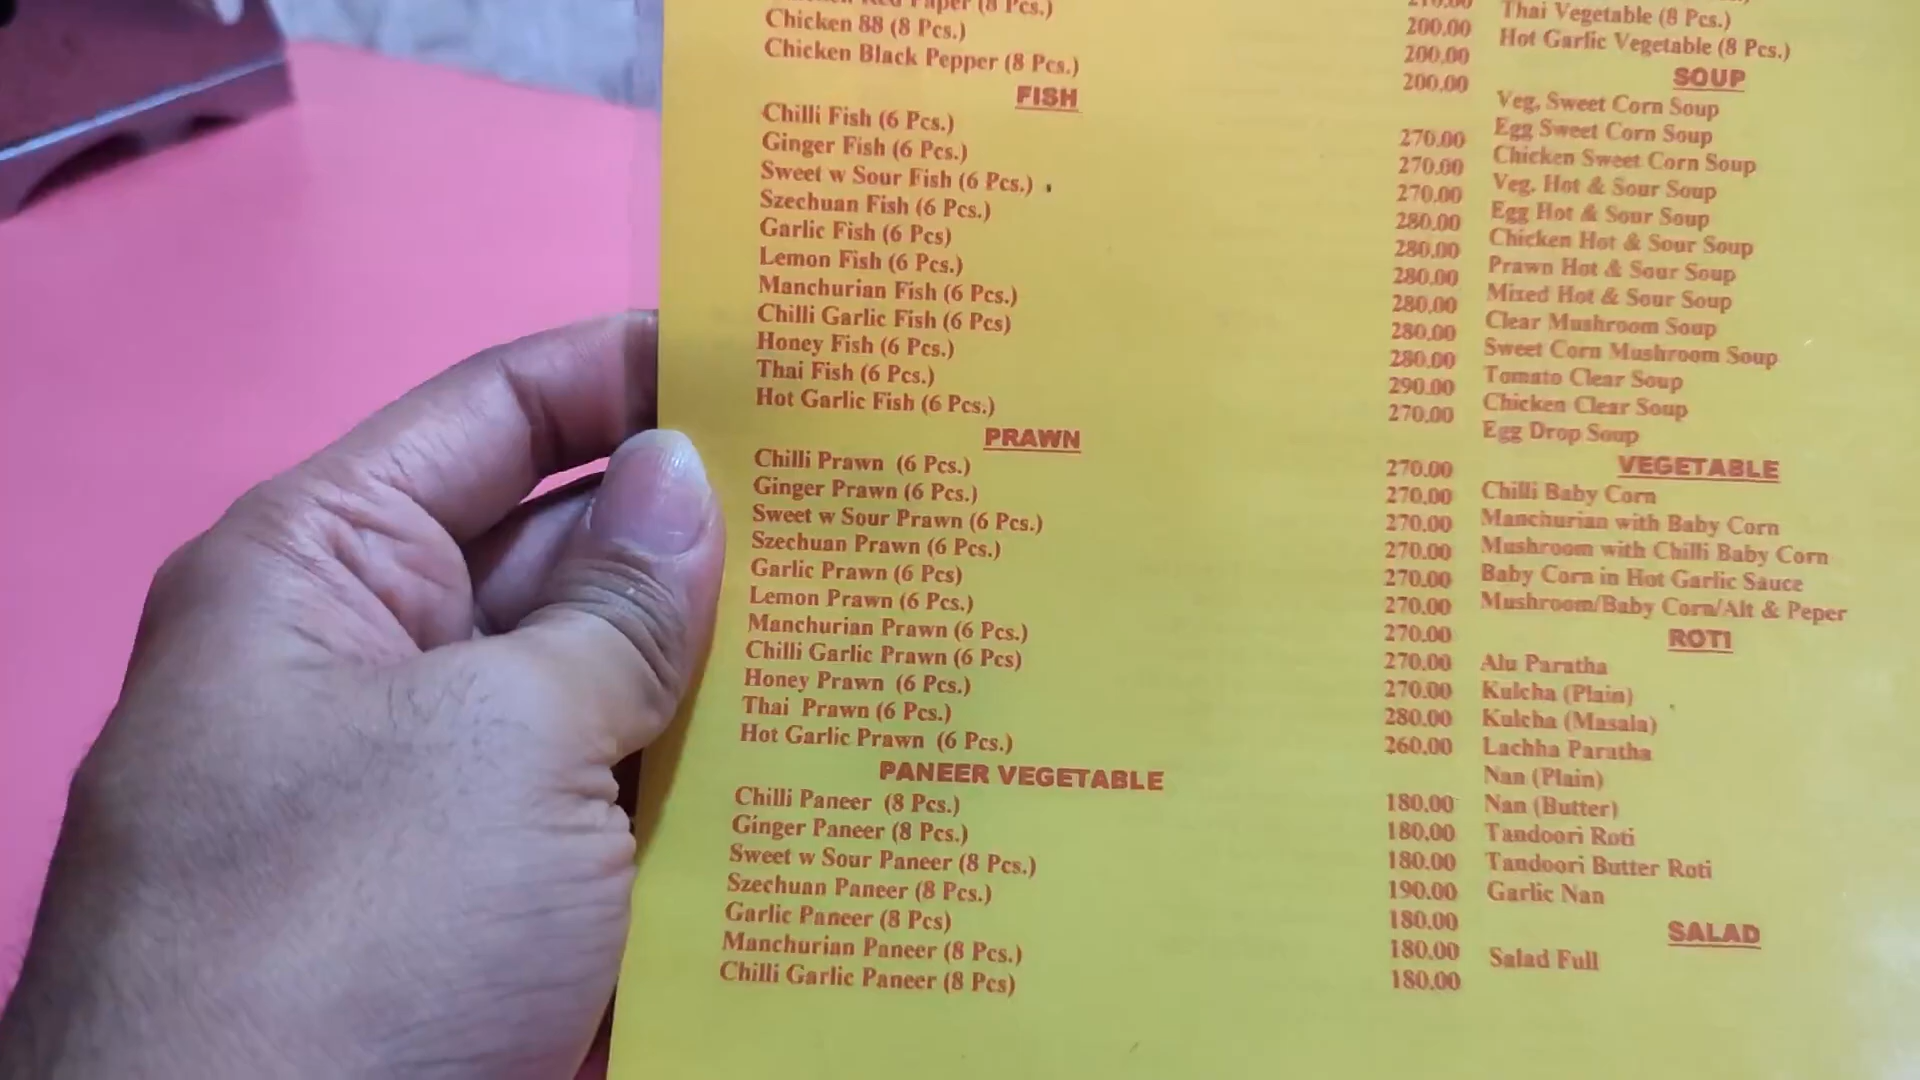 Paper (8 Pcs.) 200.00
Chicken 88 (8 Pcs.) 200.00
Chicken Black Pepper (8 Pcs.) 200.00
FISH
Chilli Fish (6 Pcs.) 270.00
Ginger Fish (6 Pcs.) 270.00
Sweet w Sour Fish (6 Pcs.) 270.00
Szechuan Fish (6 Pcs.) 280.00
Garlic Fish (6 Pcs) 280.00
Lemon Fish (6 Pcs.) 280.00
Manchurian Fish (6 Pcs.) 280.00
Chilli Garlic Fish (6 Pcs) 280.00
Honey Fish (6 Pcs.) 280.00
Thai Fish (6 Pcs.) 290.00
Hot Garlic Fish (6 Pcs.) 270.00
PRAWN
Chilli Prawn (6 Pcs.) 270.00
Ginger Prawn (6 Pcs.) 270.00
Sweet w Sour Prawn (6 Pcs.) 270.00
Szechuan Prawn (6 Pcs.) 270.00
Garlic Prawn (6 Pcs) 270.00
Lemon Prawn (6 Pcs.) 270.00
Manchurian Prawn (6 Pcs.) 270.00
Chilli Garlic Prawn (6 Pcs) 270.00
Honey Prawn (6 Pcs.) 270.00
Thai Prawn (6 Pcs.) 280.00
Hot Garlic Prawn (6 Pcs.) 260.00
PANEER VEGETABLE
Chilli Paneer (8 Pcs.) 180.00
Ginger Paneer (8 Pcs.) 180.00
Sweet w Sour Paneer (8 Pcs.) 180.00
Szechuan Paneer (8 Pcs.) 190.00
Garlic Paneer (8 Pcs) 180.00
Manchurian Paneer (8 Pcs.) 180.00
Chilli Garlic Paneer (8 Pcs) 180.00
Thai Vegetable (8 Pcs.)
Hot Garlic Vegetable (8 Pcs.)
SOUP
Veg. Sweet Corn Soup
Egg Sweet Corn Soup
Chicken Sweet Corn Soup
Veg. Hot & Sour Soup
Egg Hot & Sour Soup
Chicken Hot & Sour Soup
Prawn Hot & Sour Soup
Mixed Hot & Sour Soup
Clear Mushroom Soup
Sweet Corn Mushroom Soup
Tomato Clear Soup
Chicken Clear Soup
Egg Drop Soup
VEGETABLE
Chilli Baby Corn
Manchurian with Baby Corn
Mushroom with Chilli Baby Corn
Baby Corn in Hot Garlic Sauce
Mushroom/Baby Corn/Alt & Peper
ROTI
Alu Paratha
Kulcha (Plain)
Kulcha (Masala)
Lachha Paratha
Nan (Plain)
Nan (Butter)
Tandoori Roti
Tandoori Butter Roti
Garlic Nan
SALAD
Salad Full